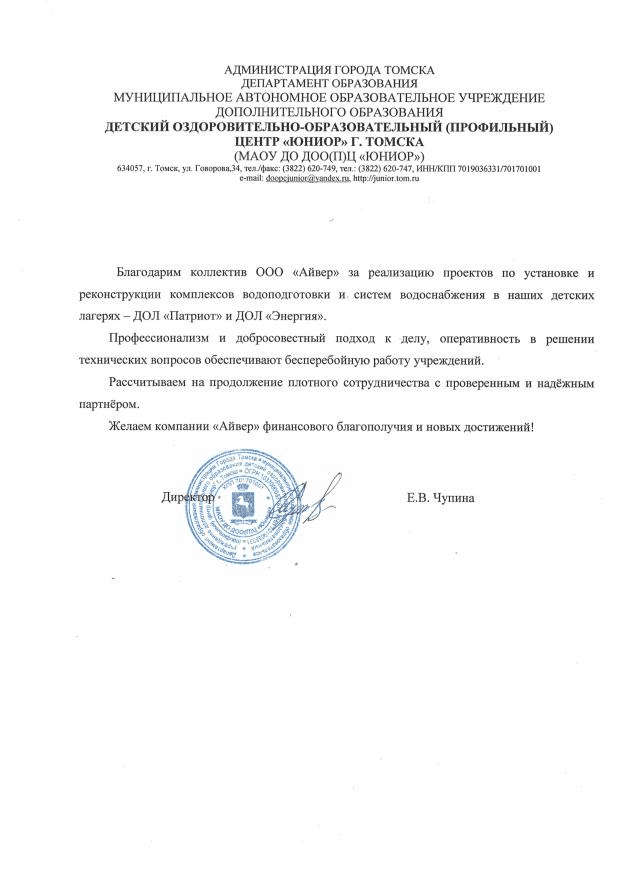 АДМИНИСТРАЦИЯ ГОРОДА ТОМСКА
ДЕПАРТАМЕНТ ОБРАЗОВАНИЯ
МУНИЦИПАЛЬНОЕ АВТОНОМНОЕ ОБРАЗОВАТЕЛЬНОЕ УЧРЕЖДЕНИЕ
ДОПОЛНИТЕЛЬНОГО ОБРАЗОВАНИЯ
ДЕТСКИЙ ОЗДОРОВИТЕЛЬНО-ОБРАЗОВАТЕЛЬНЫЙ (ПРОФИЛЬНЫЙ)
ЦЕНТР «ЮНИОР» Г. ТОМСКА
(МАОУ ДО ДОО(П)Ц «ЮНИОР»)
634057, г. Томск, ул. Говорова,34, тел./факс: (3822) 620-749, тел.: (3822) 620-747, ИНН/КПП 7019036331/701701001
e-mail: doopcjunior@yandex.ru, http://junior.tom.ru
Благодарим коллектив ООО «Айвер» за реализацию проектов по установке и
реконструкции комплексов водоподготовки и систем водоснабжения в наших детских
лагерях – ДОЛ «Патриот» и ДОЛ «Энергия».
Профессионализм и добросовестный подход к делу, оперативность в решении
технических вопросов обеспечивают бесперебойную работу учреждений.
Рассчитываем на продолжение плотного сотрудничества с проверенным и надёжным
партнёром.
Желаем компании «Айвер» финансового благополучия и новых достижений!
Директор Е.В. Чупина
КПП 701701001